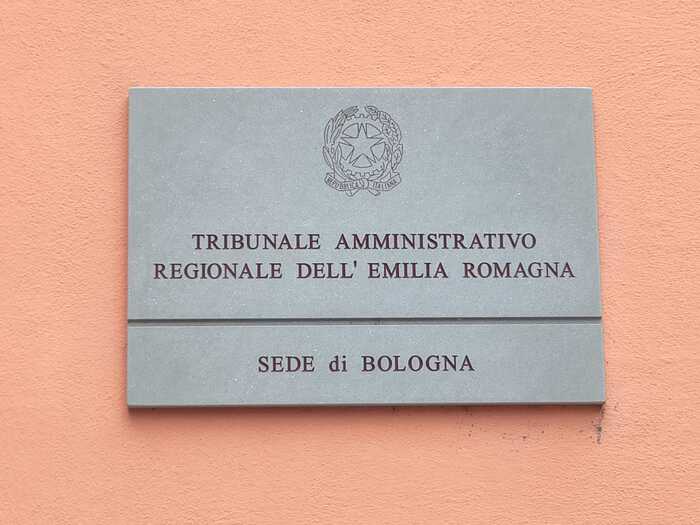 REPUBBLICA ITALIANA
TRIBUNALE AMMINISTRATIVO
REGIONALE DELL' EMILIA ROMAGNA
SEDE di BOLOGNA